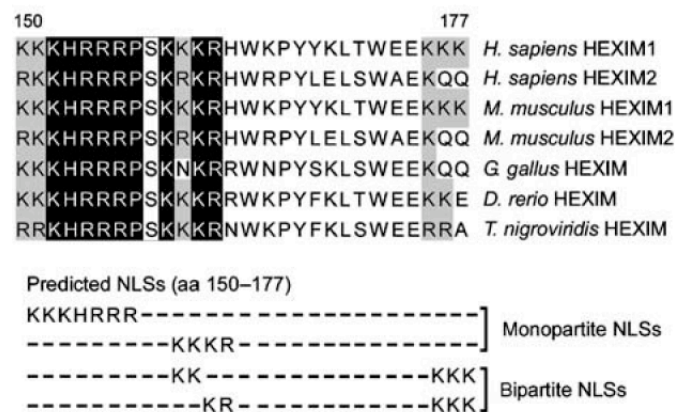 150 177
KKKHRRRPSKKKRHWKPYYKLTWEEKKK H. sapiens HEXIM1
RKKHRRRPSKRKRHWRPYLELSWAEKQQ H. sapiens HEXIM2
KKKHRRRPSKKKRHWKPYYKLTWEEKKK M. musculus HEXIM1
RKKHRRRPSKRKRHWRPYLELSWAEKQQ M. musculus HEXIM2
KKKHRRRPSKNKRRWNPYSKLSWEEKQQ G. gallus HEXIM
KKKHRRRPSKKKRRWKPYFKLTWEEKKE D. rerio HEXIM
RRKHRRRPSKKKRNWKPYFKLSWEERRA T. nigroviridis HEXIM
Predicted NLSs (aa 150–177)
KKKHRRR---------------------
Monopartite NLSs
---------KKKR---------------
---------KK--------------KKK
Bipartite NLSs
-----------KR------------KKK